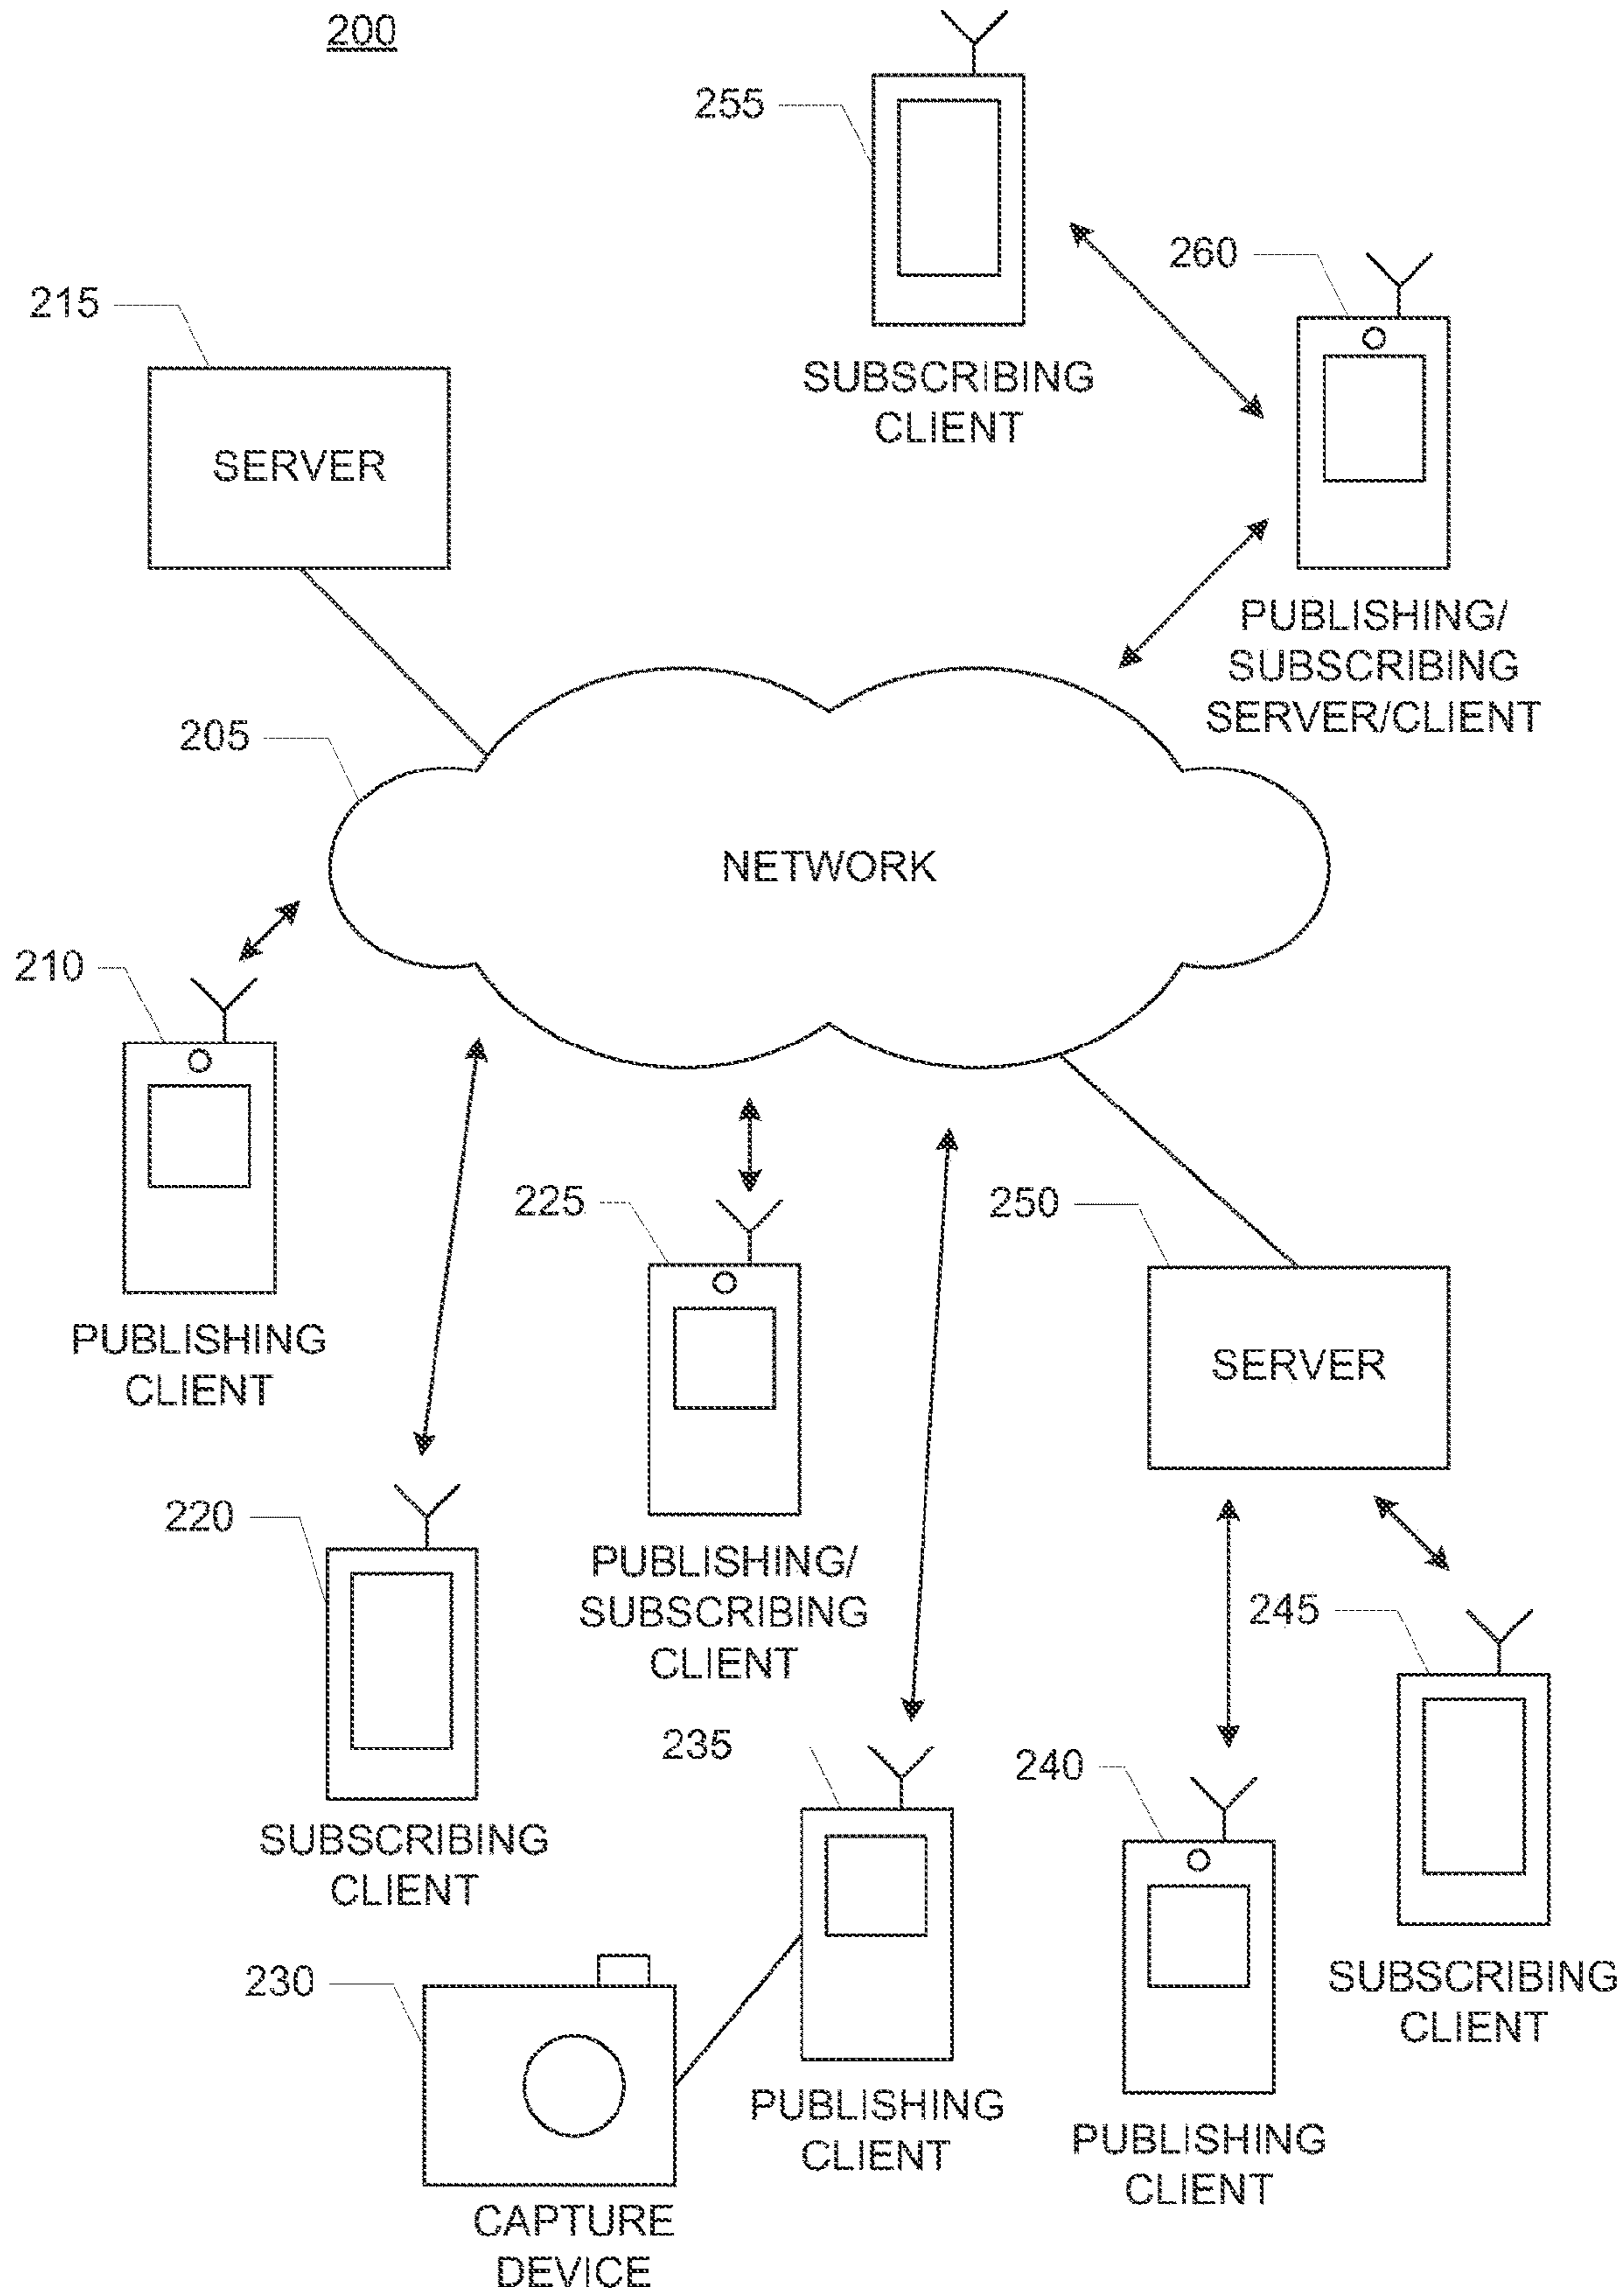 200
255
SUBSCRIBING
CLIENT
260
PUBLISHING/
SUBSCRIBING
SERVER/CLIENT
215
SERVER
205
NETWORK
210
PUBLISHING
CLIENT
220
SUBSCRIBING
CLIENT
225
PUBLISHING/
SUBSCRIBING
CLIENT
250
SERVER
245
SUBSCRIBING
CLIENT
235
PUBLISHING
CLIENT
240
PUBLISHING
CLIENT
230
CAPTURE
DEVICE